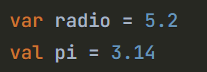 var radio = 5.2
val pi = 3.14